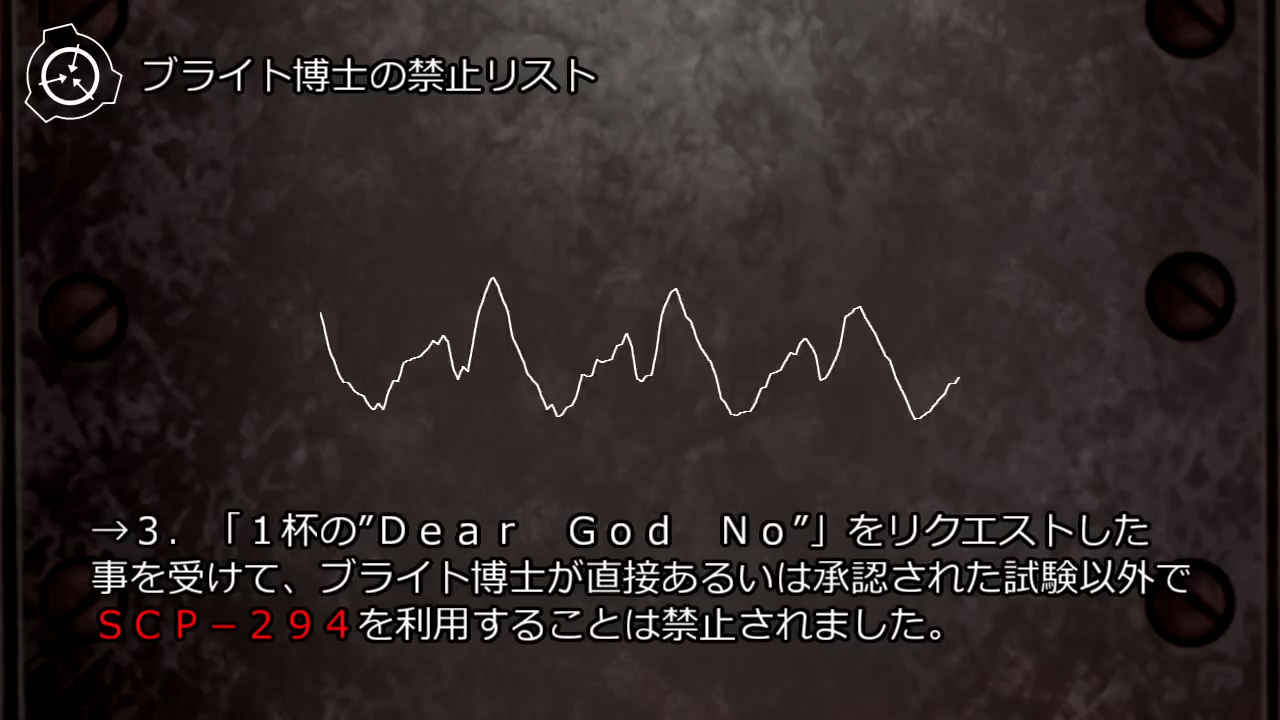 ブライト博士の禁止リスト
→３．「１杯の”Ｄｅａｒ　Ｇｏｄ　Ｎｏ”」をリクエストした
事を受けて、ブライト博士が直接あるいは承認された試験以外で
ＳＣＰ－２９４を利用することは禁止されました。